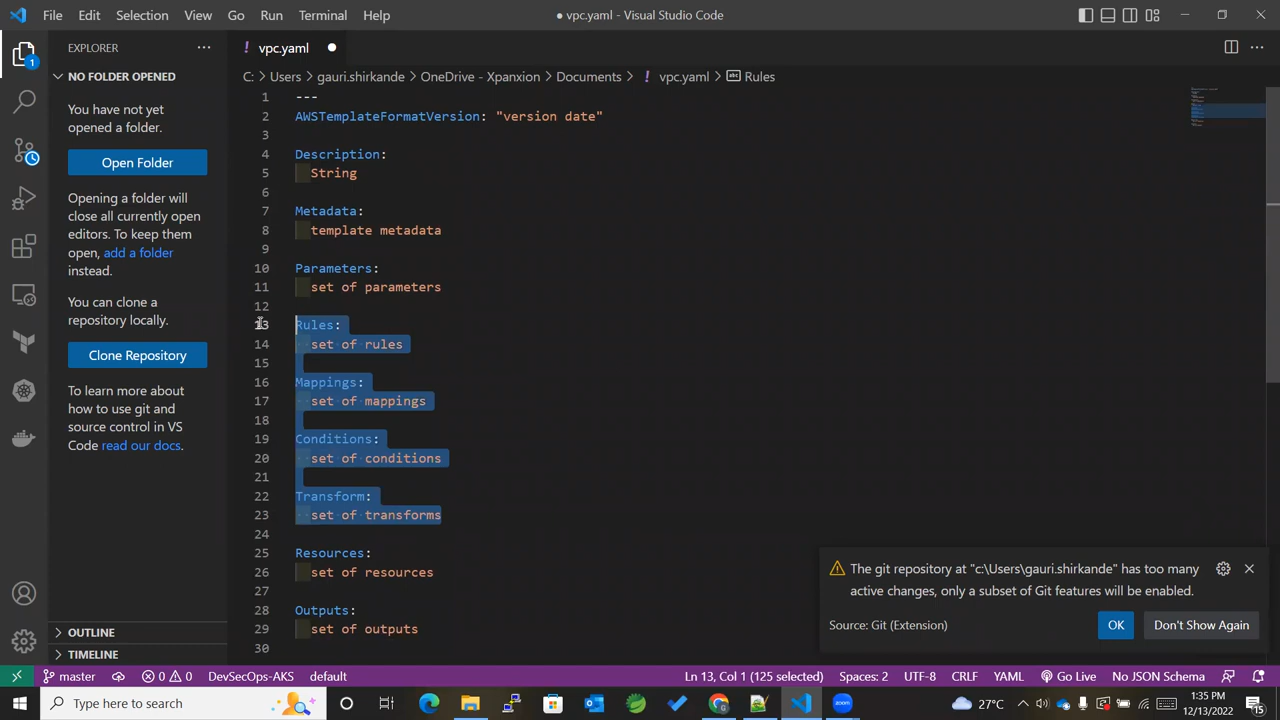 File Edit Selection View Go Run Terminal Help
● vpc.yaml - Visual Studio Code
EXPLORER
NO FOLDER OPENED
You have not yet
opened a folder.
Open Folder
Opening a folder will
close all currently open
editors. To keep them
open, add a folder
instead.
You can clone a
repository locally.
Clone Repository
To learn more about
how to use git and
source control in VS
Code read our docs.
OUTLINE
TIMELINE
1
! vpc.yaml ●
C: > Users > gauri.shirkande > OneDrive - Xpanxion > Documents > ! vpc.yaml > abc Rules
1 ---
2 AWSTemplateFormatVersion: "version date"
3
4 Description:
5 String
6
7 Metadata:
8 template metadata
9
10 Parameters:
11 set of parameters
12
13 Rules:
14 set of rules
15
16 Mappings:
17 set of mappings
18
19 Conditions:
20 set of conditions
21
22 Transform:
23 set of transforms
24
25 Resources:
26 set of resources
27
28 Outputs:
29 set of outputs
30
The git repository at "c:\Users\gauri.shirkande" has too many
active changes, only a subset of Git features will be enabled.
Source: Git (Extension)
OK
Don't Show Again
master
0 0
DevSecOps-AKS
default
Ln 13, Col 1 (125 selected)
Spaces: 2
UTF-8
CRLF
YAML
Go Live
No JSON Schema
Type here to search
zoom
27°C
1:35 PM
12/13/2022
15